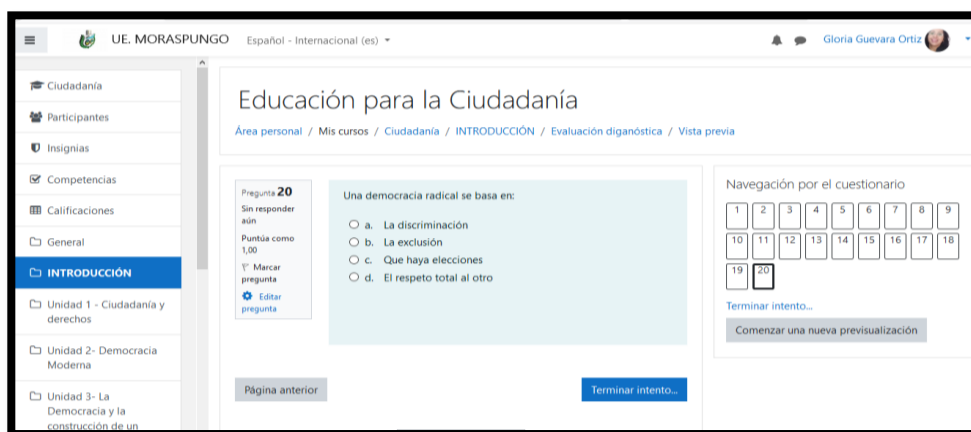 UE. MORASPUNGO
Español - Internacional (es)
Gloria Guevara Ortiz
Ciudadanía
Participantes
Insignias
Competencias
Calificaciones
General
INTRODUCCIÓN
Unidad 1 - Ciudadanía y
derechos
Unidad 2- Democracia
Moderna
Unidad 3- La
Democracia y la
construcción de un
Educación para la Ciudadanía
Área personal / Mis cursos / Ciudadanía / INTRODUCCIÓN / Evaluación diganóstica / Vista previa
Pregunta 20
Sin responder
aún
Puntúa como
1,00
Marcar
pregunta
Editar
pregunta
Una democracia radical se basa en:
a. La discriminación
b. La exclusión
c. Que haya elecciones
d. El respeto total al otro
Página anterior
Terminar intento...
Navegación por el cuestionario
1 2 3 4 5 6 7 8 9
10 11 12 13 14 15 16 17 18
19 20
Terminar intento...
Comenzar una nueva previsualización